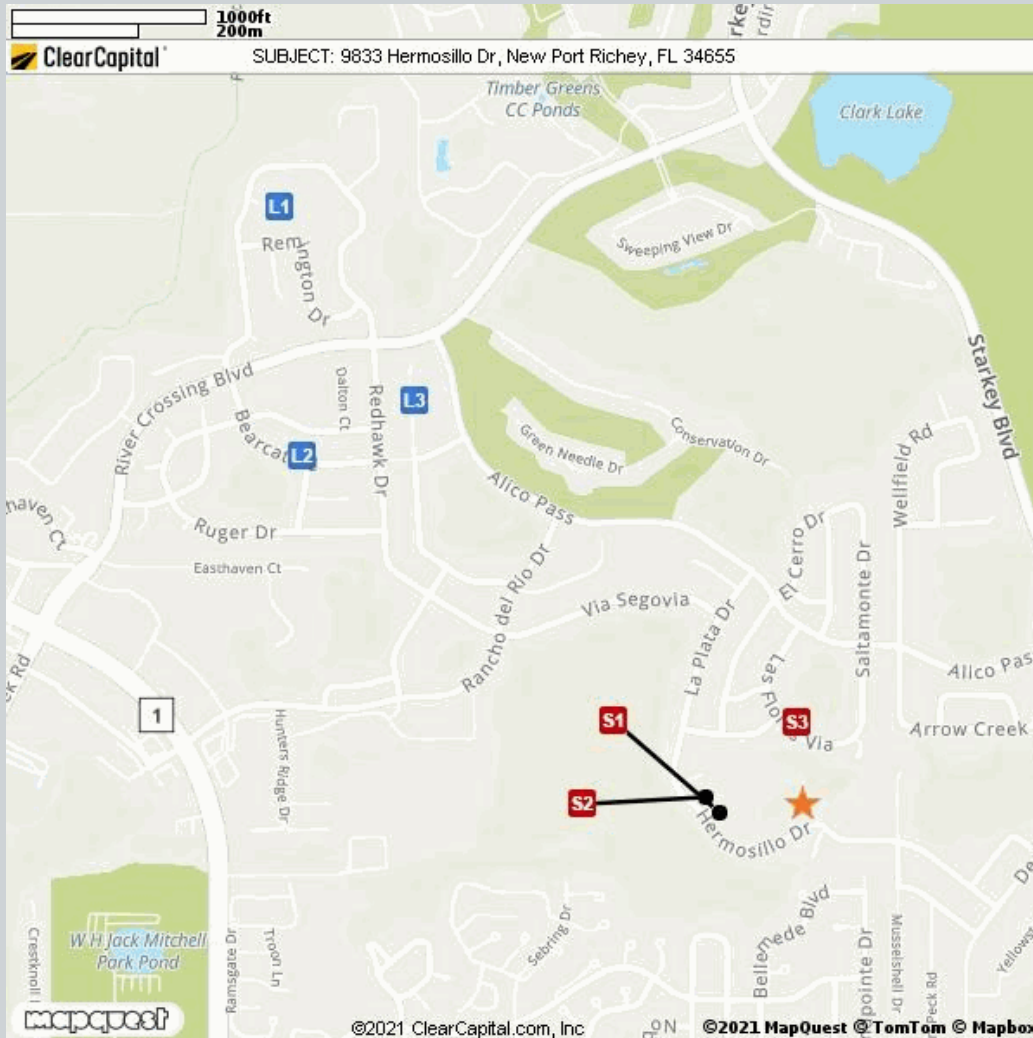 1000ft
200m
ClearCapital
SUBJECT: 9833 Hermosillo Dr, New Port Richey, FL 34655
Timber Greens
CC Ponds
Clark Lake
L1
Remington Dr
Sweeping View Dr
Starkey Blvd
River Crossing Blvd
Dalton Ct
Redhawk Dr
L3
Conservation Dr
Green Needle Dr
L2
Alico Pass
Wellfield Rd
Ruger Dr
El Cerro Dr
Easthaven Ct
Rancho del Rio Dr
Via Segovia
La Plata Dr
Saltamonte Dr
Las Flores Via
1
S1
S3
Arrow Creek
Hunters Ridge Dr
S2
Hermosillo Dr
W H Jack Mitchell
Park Pond
Ramsgate Dr
Troon Ln
Sebring Dr
Bellemede Blvd
Musselshell Dr
Peck Rd
mapquest
©2021 ClearCapital.com, Inc
©2021 MapQuest © TomTom © Mapbox